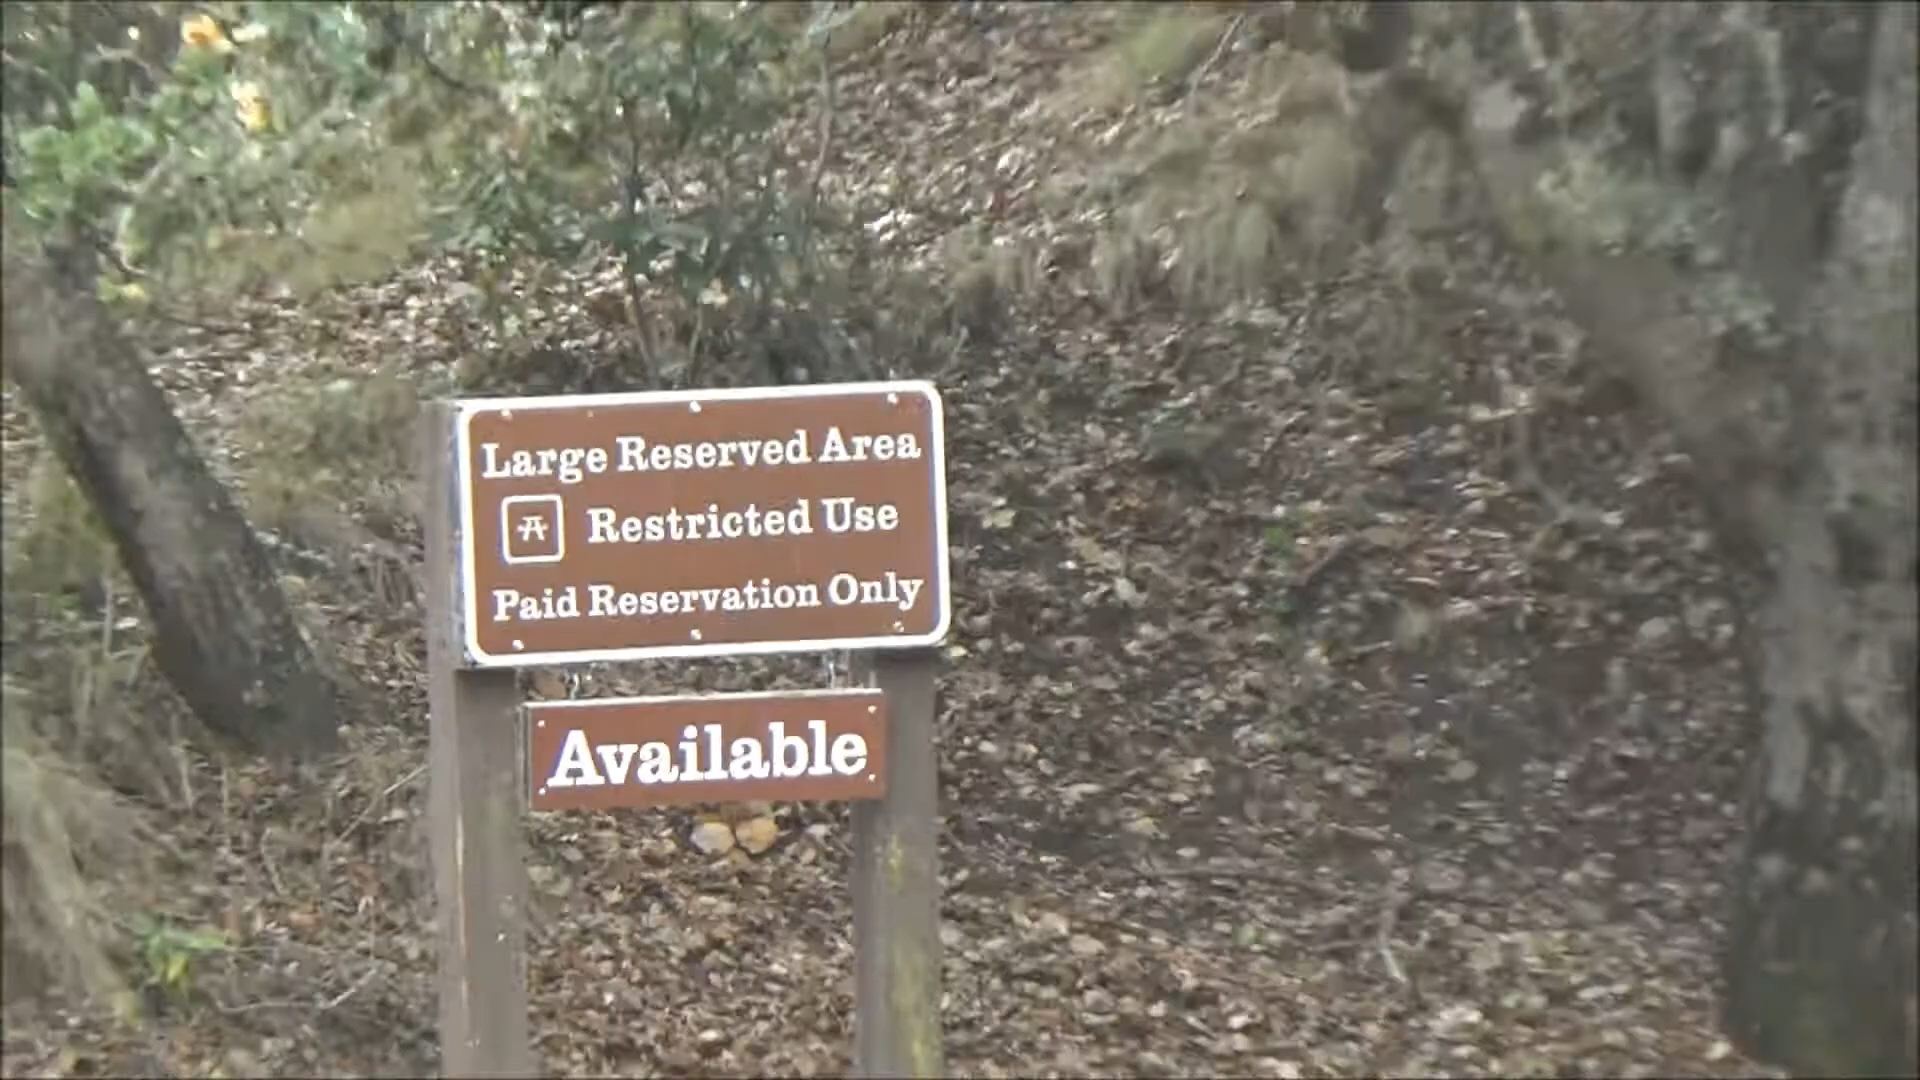 Large Reserved Area
Restricted Use
Paid Reservation Only
Available